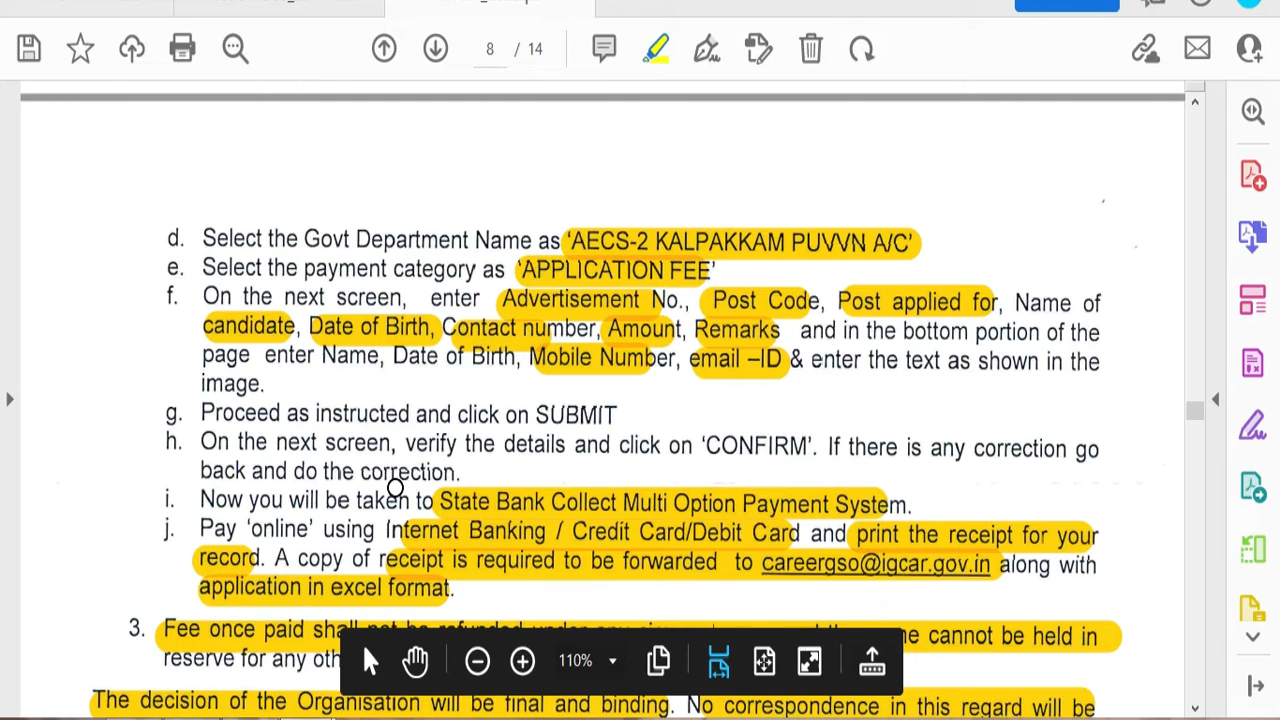 8 / 14
d. Select the Govt Department Name as ‘AECS-2 KALPAKKAM PUVVN A/C’
e. Select the payment category as ‘APPLICATION FEE’
f. On the next screen, enter Advertisement No., Post Code, Post applied for, Name of
candidate, Date of Birth, Contact number, Amount, Remarks and in the bottom portion of the
page enter Name, Date of Birth, Mobile Number, email –ID & enter the text as shown in the
image.
g. Proceed as instructed and click on SUBMIT
h. On the next screen, verify the details and click on ‘CONFIRM’. If there is any correction go
back and do the correction.
i. Now you will be taken to State Bank Collect Multi Option Payment System.
j. Pay ‘online’ using Internet Banking / Credit Card/Debit Card and print the receipt for your
record. A copy of receipt is required to be forwarded to careergso@igcar.gov.in along with
application in excel format.
3. Fee once paid shall not be refunded under any cannot be held in
reserve for any
110%
The decision of the Organisation will be final and binding. No correspondence in this regard will be